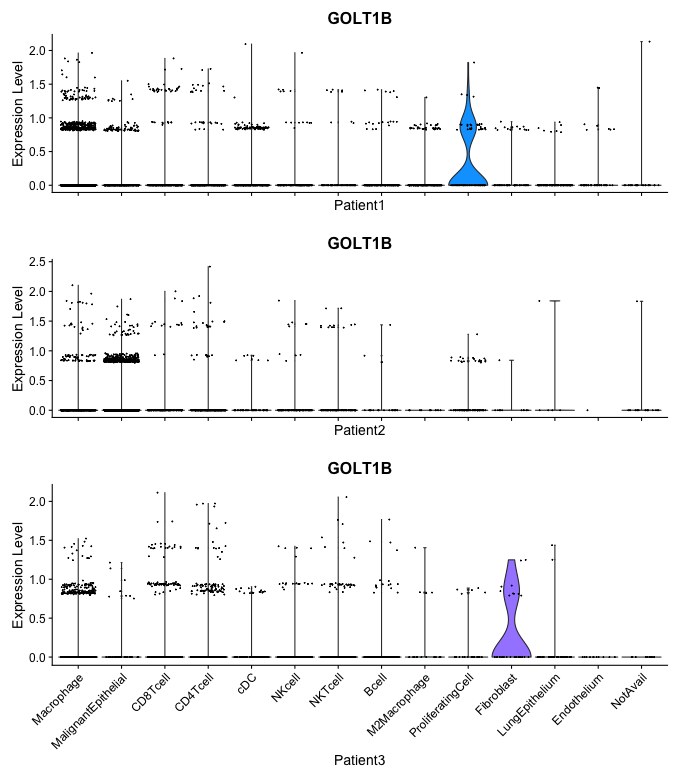 GOLT1B
Expression Level
2.0
1.5
1.0
0.5
0.0
Patient1
GOLT1B
Expression Level
2.5
2.0
1.5
1.0
0.5
0.0
Patient2
GOLT1B
Expression Level
2.0
1.5
1.0
0.5
0.0
Macrophage
MalignantEpithelial
CD8Tcell
CD4Tcell
cDC
NKcell
NKTcell
Bcell
M2Macrophage
ProliferatingCell
Fibroblast
LungEpithelium
Endothelium
NotAvail
Patient3